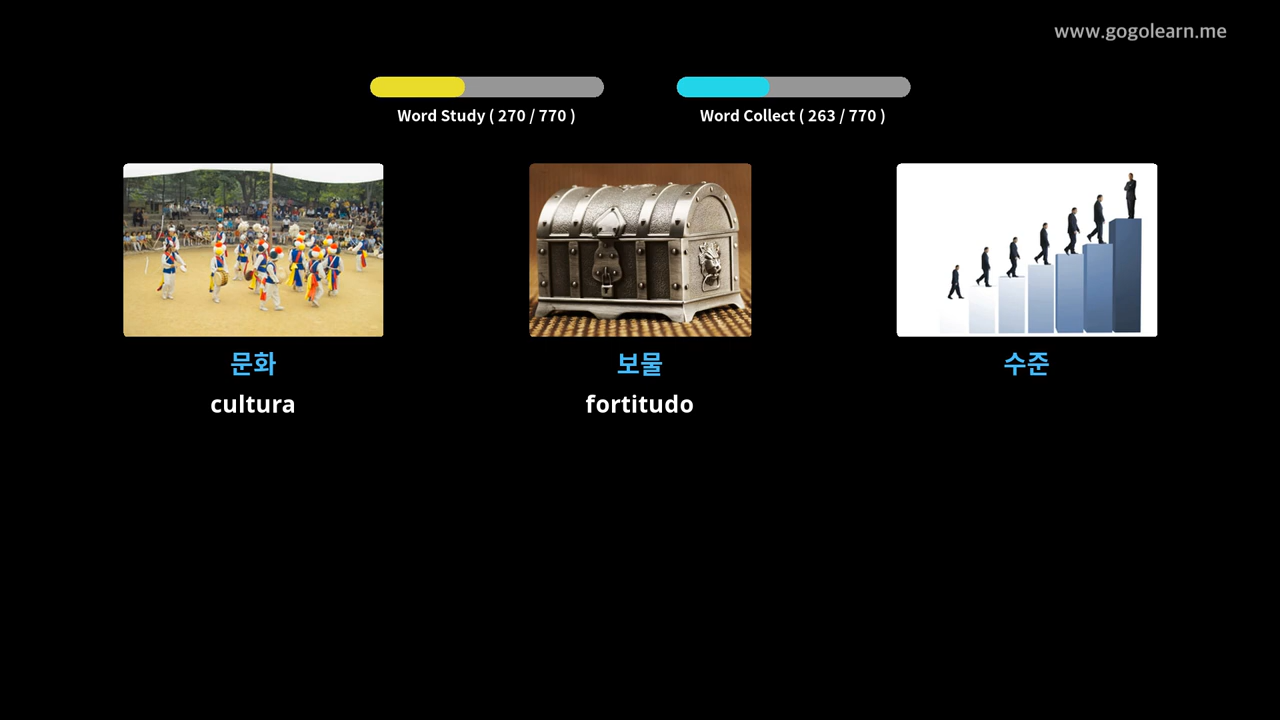 www.gogolearn.me
Word Study ( 270 / 770 )
Word Collect ( 263 / 770 )
문화
보물
수준
cultura
fortitudo